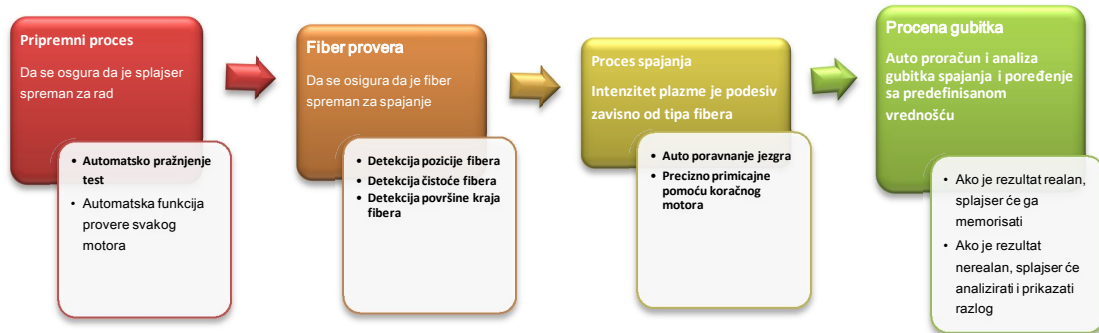 Pripremni proces
Da se osgura da je splajser
spreman za rad
• Automatsko pražnjenje
test
• Automatska funkcija
provere svakog
motora
Fiber provera
Da se osigura da je fiber
spreman za spajanje
• Detekcija pozicije fibera
• Detekcija čistoće fibera
• Detekcija površine kraja
fibera
Proces spajanja
Intenzitet plazme je podesiv
zavisno od tipa fibera
• Auto poravnanje jezgra
• Precizno primicajne
pomoću koračnog
motora
Procena gubitka
Auto proračun i analiza
gubitka spajanja i poređenje
sa predefinisanom
vrednošću
• Ako je rezultat realan,
splajser će ga
memorisati
• Ako je rezultat
nerealan, splajser će
analizirati i prikazati
razlog